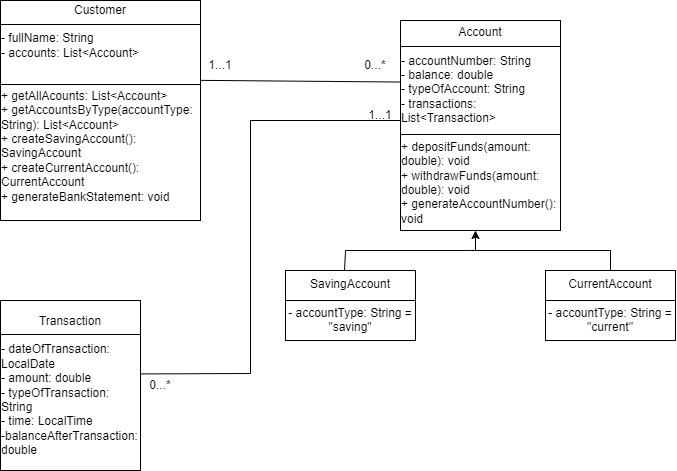 Customer
- fullName: String
- accounts: List<Account>
+ getAllAcounts: List<Account>
+ getAccountsByType(accountType:
String): List<Account>
+ createSavingAccount():
SavingAccount
+ createCurrentAccount():
CurrentAccount
+ generateBankStatement: void
1...1
0...*
Account
- accountNumber: String
- balance: double
- typeOfAccount: String
- transactions:
List<Transaction>
+ depositFunds(amount:
double): void
+ withdrawFunds(amount:
double): void
+ generateAccountNumber():
void
1...1
SavingAccount
- accountType: String =
"saving"
CurrentAccount
- accountType: String =
"current"
Transaction
- dateOfTransaction:
LocalDate
- amount: double
- typeOfTransaction:
String
- time: LocalTime
-balanceAfterTransaction:
double
0...*